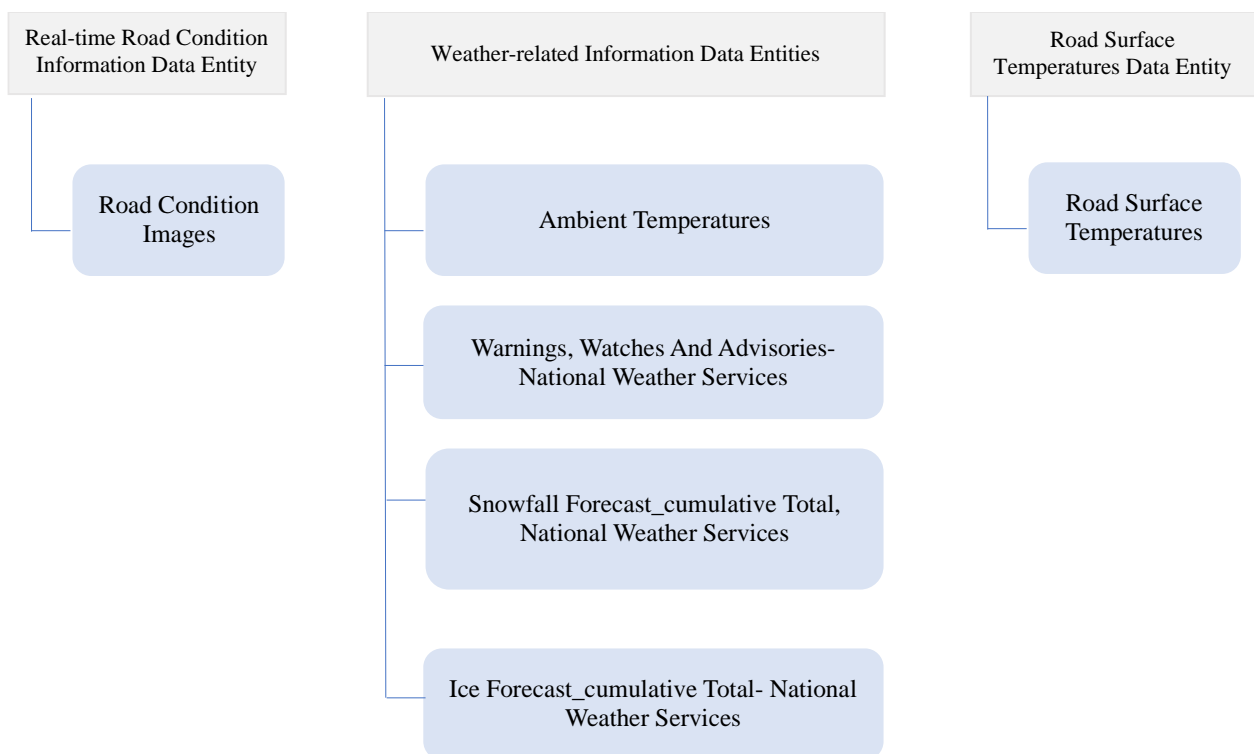 Real-time Road Condition
Information Data Entity
Road Condition
Images
Weather-related Information Data Entities
Ambient Temperatures
Warnings, Watches And Advisories-
National Weather Services
Snowfall Forecast_cumulative Total,
National Weather Services
Ice Forecast_cumulative Total- National
Weather Services
Road Surface
Temperatures Data Entity
Road Surface
Temperatures